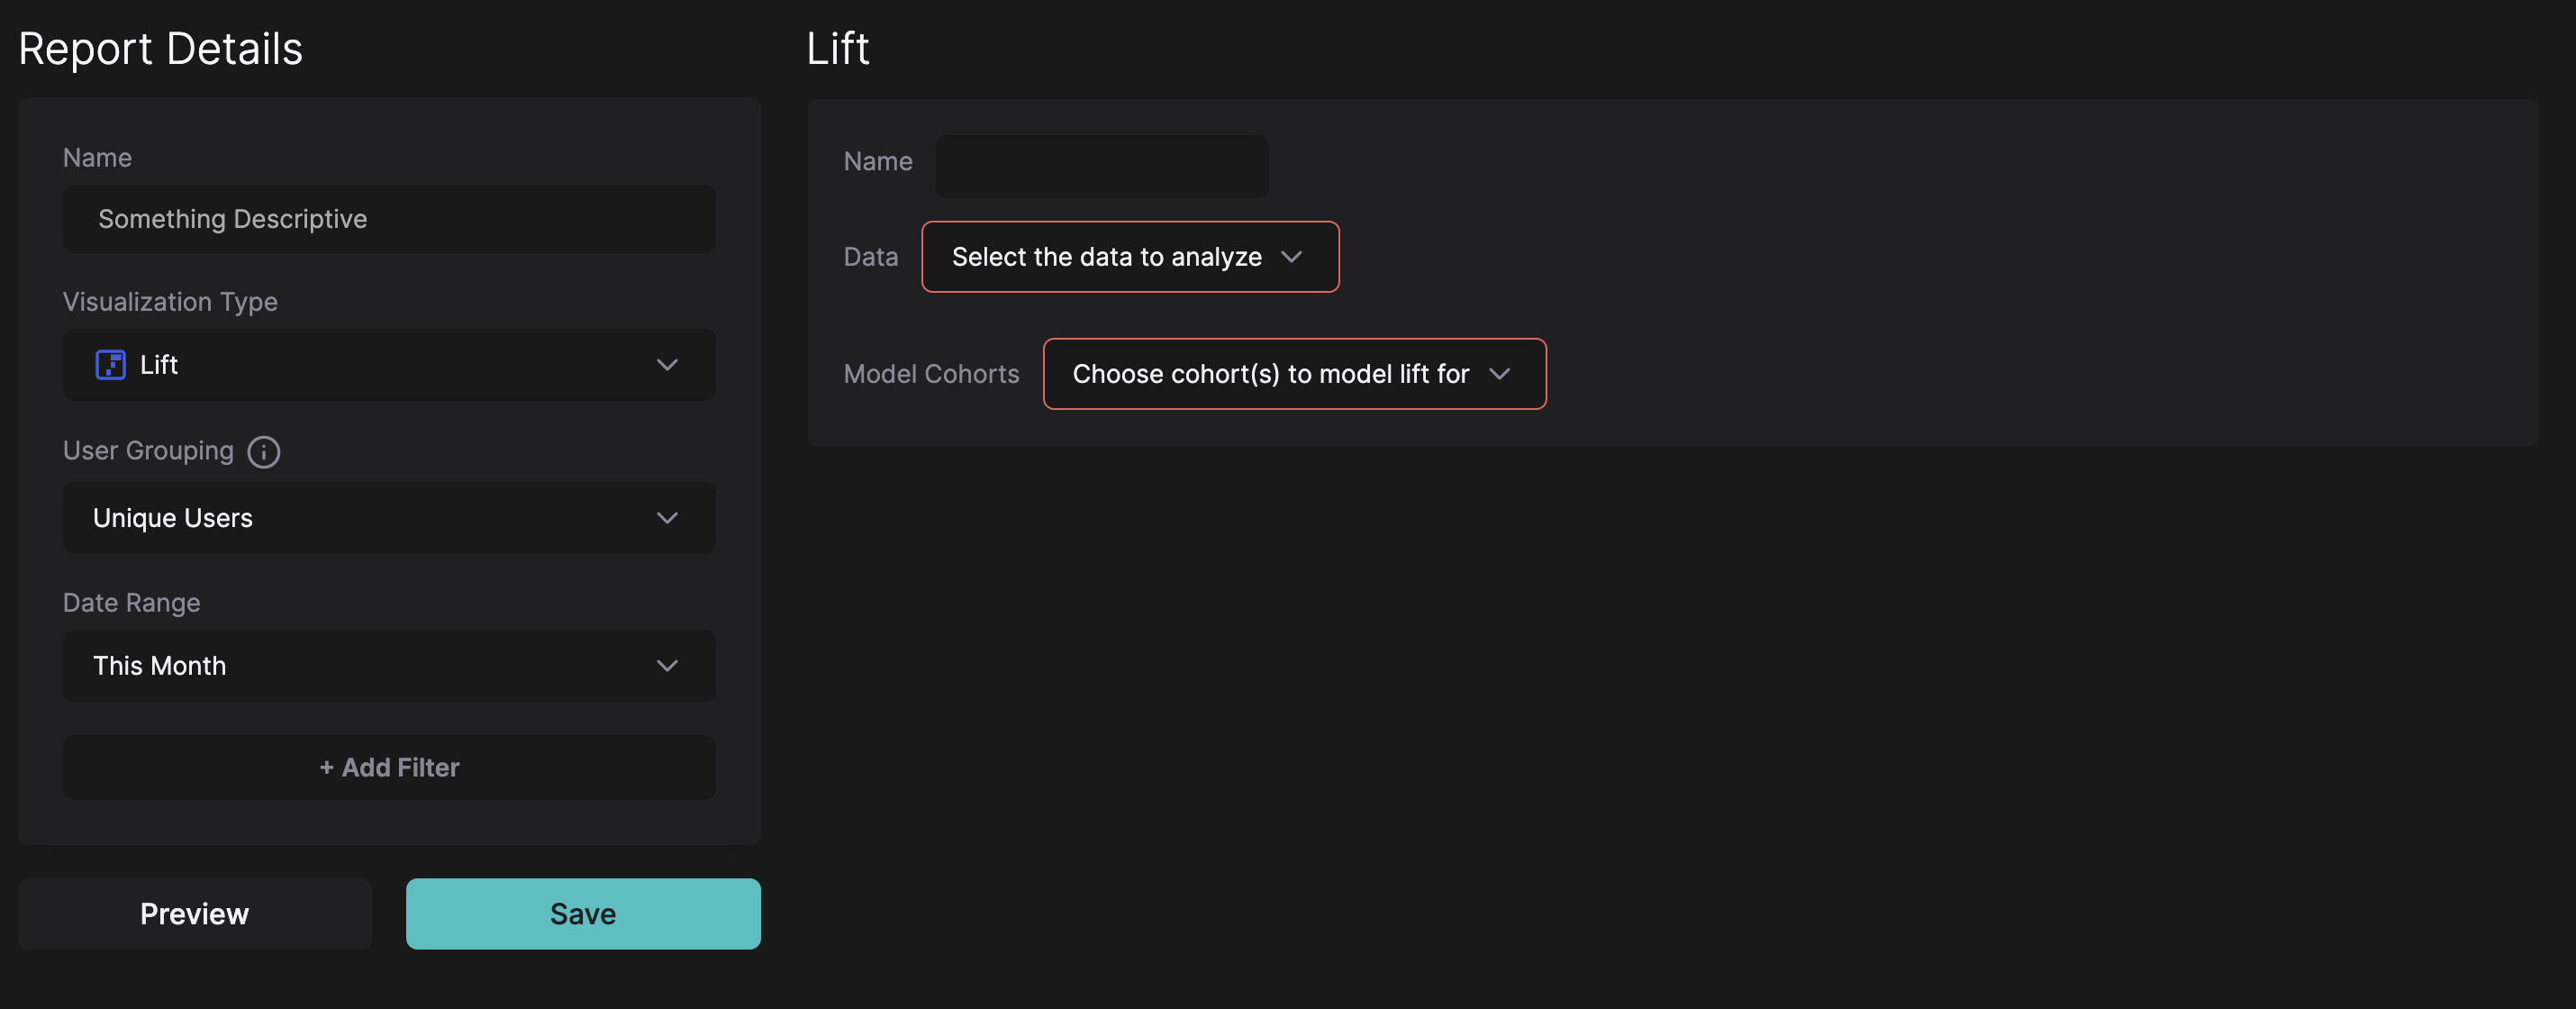 Report Details
Name
Something Descriptive
Visualization Type
Lift
User Grouping
Unique Users
Date Range
This Month
+ Add Filter
Preview
Save
Lift
Name
Data Select the data to analyze
Model Cohorts Choose cohort(s) to model lift for